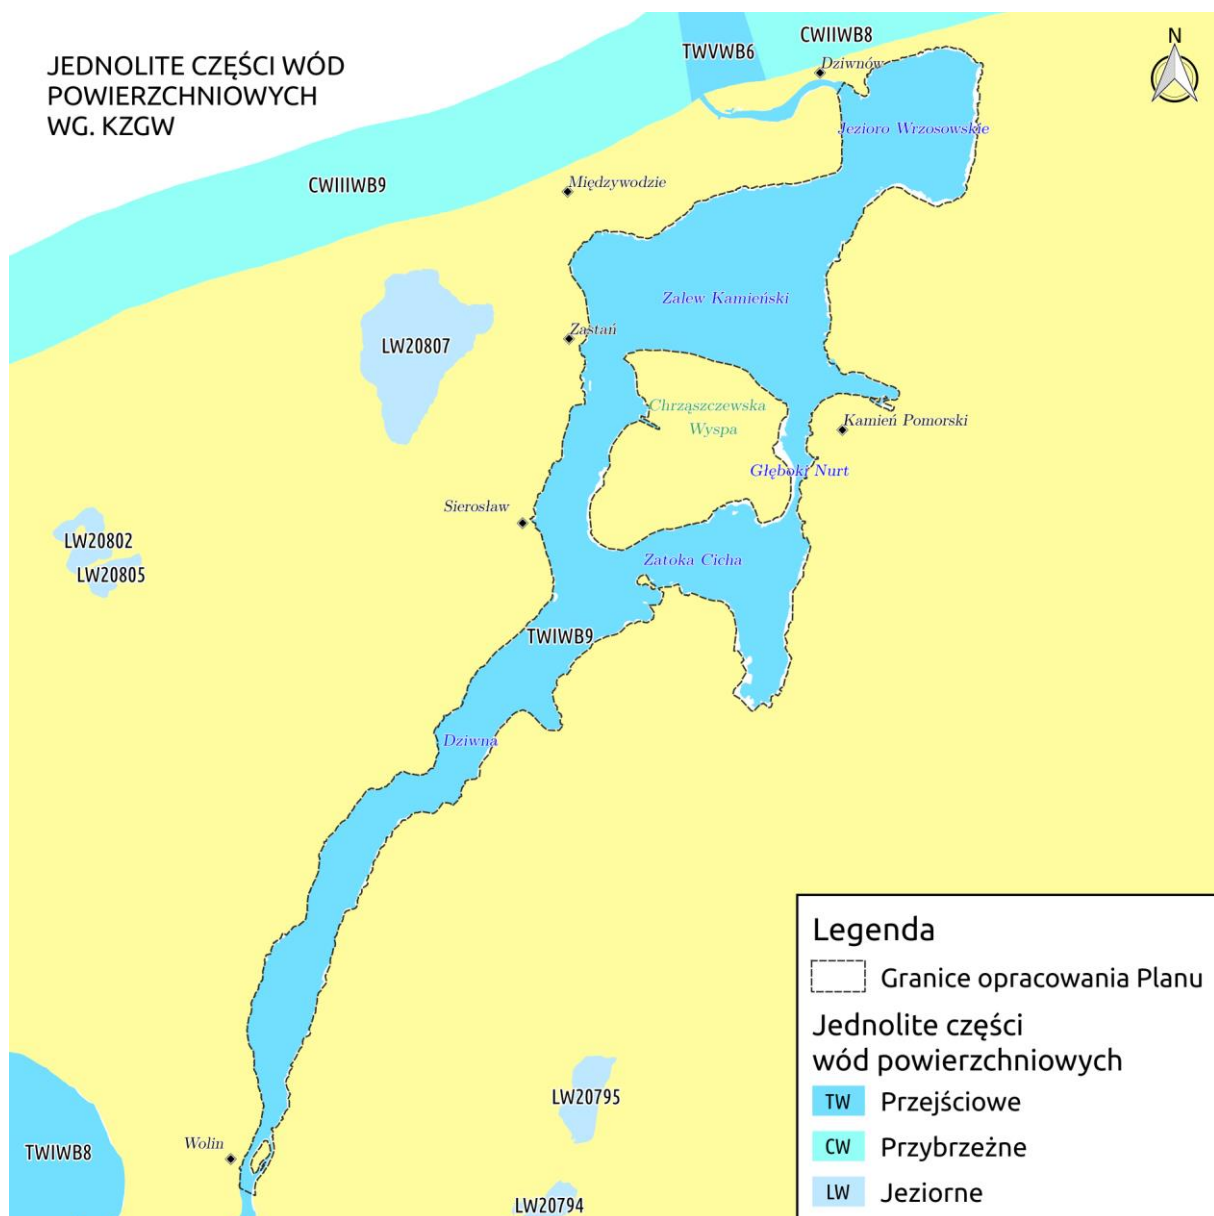 JEDNOLITE CZĘŚCI WÓD
POWIERZCHNIOWYCH
WG. KZGW
N
TWVWB6
CWIIWB8
Dziwnów
Jezioro Wrzosowskie
CWIIIWB9
Międzywodzie
Zalew Kamieński
Zastań
LW20807
Chrząszczewska
Wyspa
Kamień Pomorski
Głęboki Nurt
Sierosław
LW20802
LW20805
Zatoka Cicha
TWIWB9
Dziwna
LW20795
Wolin
TWIWB8
LW20794
Legenda
Granice opracowania Planu
Jednolite części
wód powierzchniowych
TW Przejściowe
CW Przybrzeżne
LW Jeziorne